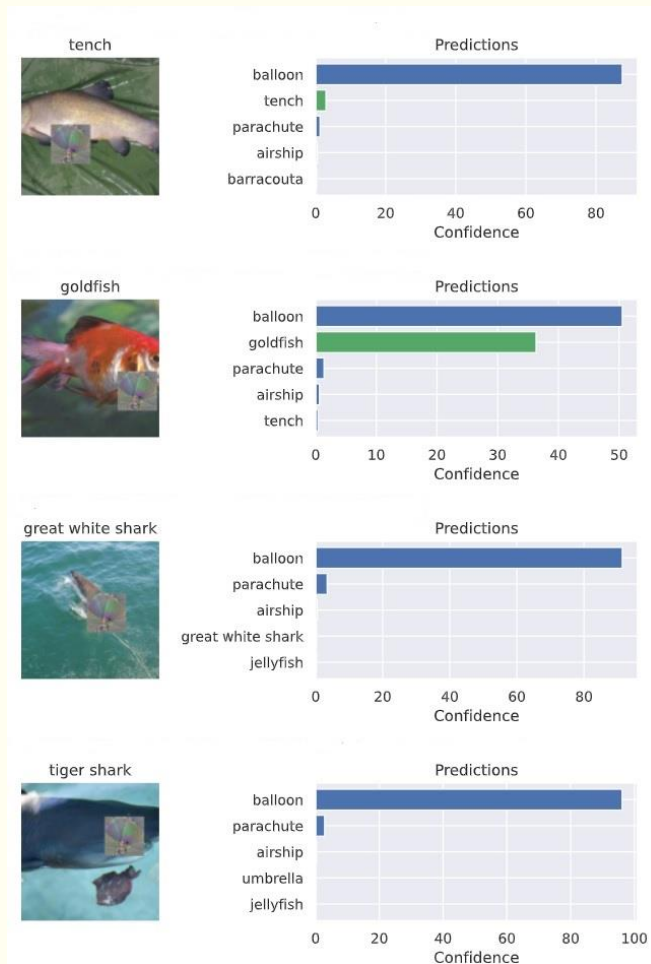 tench
Predictions
balloon
tench
parachute
airship
barracouta
0 20 40 60 80
Confidence
goldfish
Predictions
balloon
goldfish
parachute
airship
tench
0 10 20 30 40 50
Confidence
great white shark
Predictions
balloon
parachute
airship
great white shark
jellyfish
0 20 40 60 80
Confidence
tiger shark
Predictions
balloon
parachute
airship
umbrella
jellyfish
0 20 40 60 80 100
Confidence